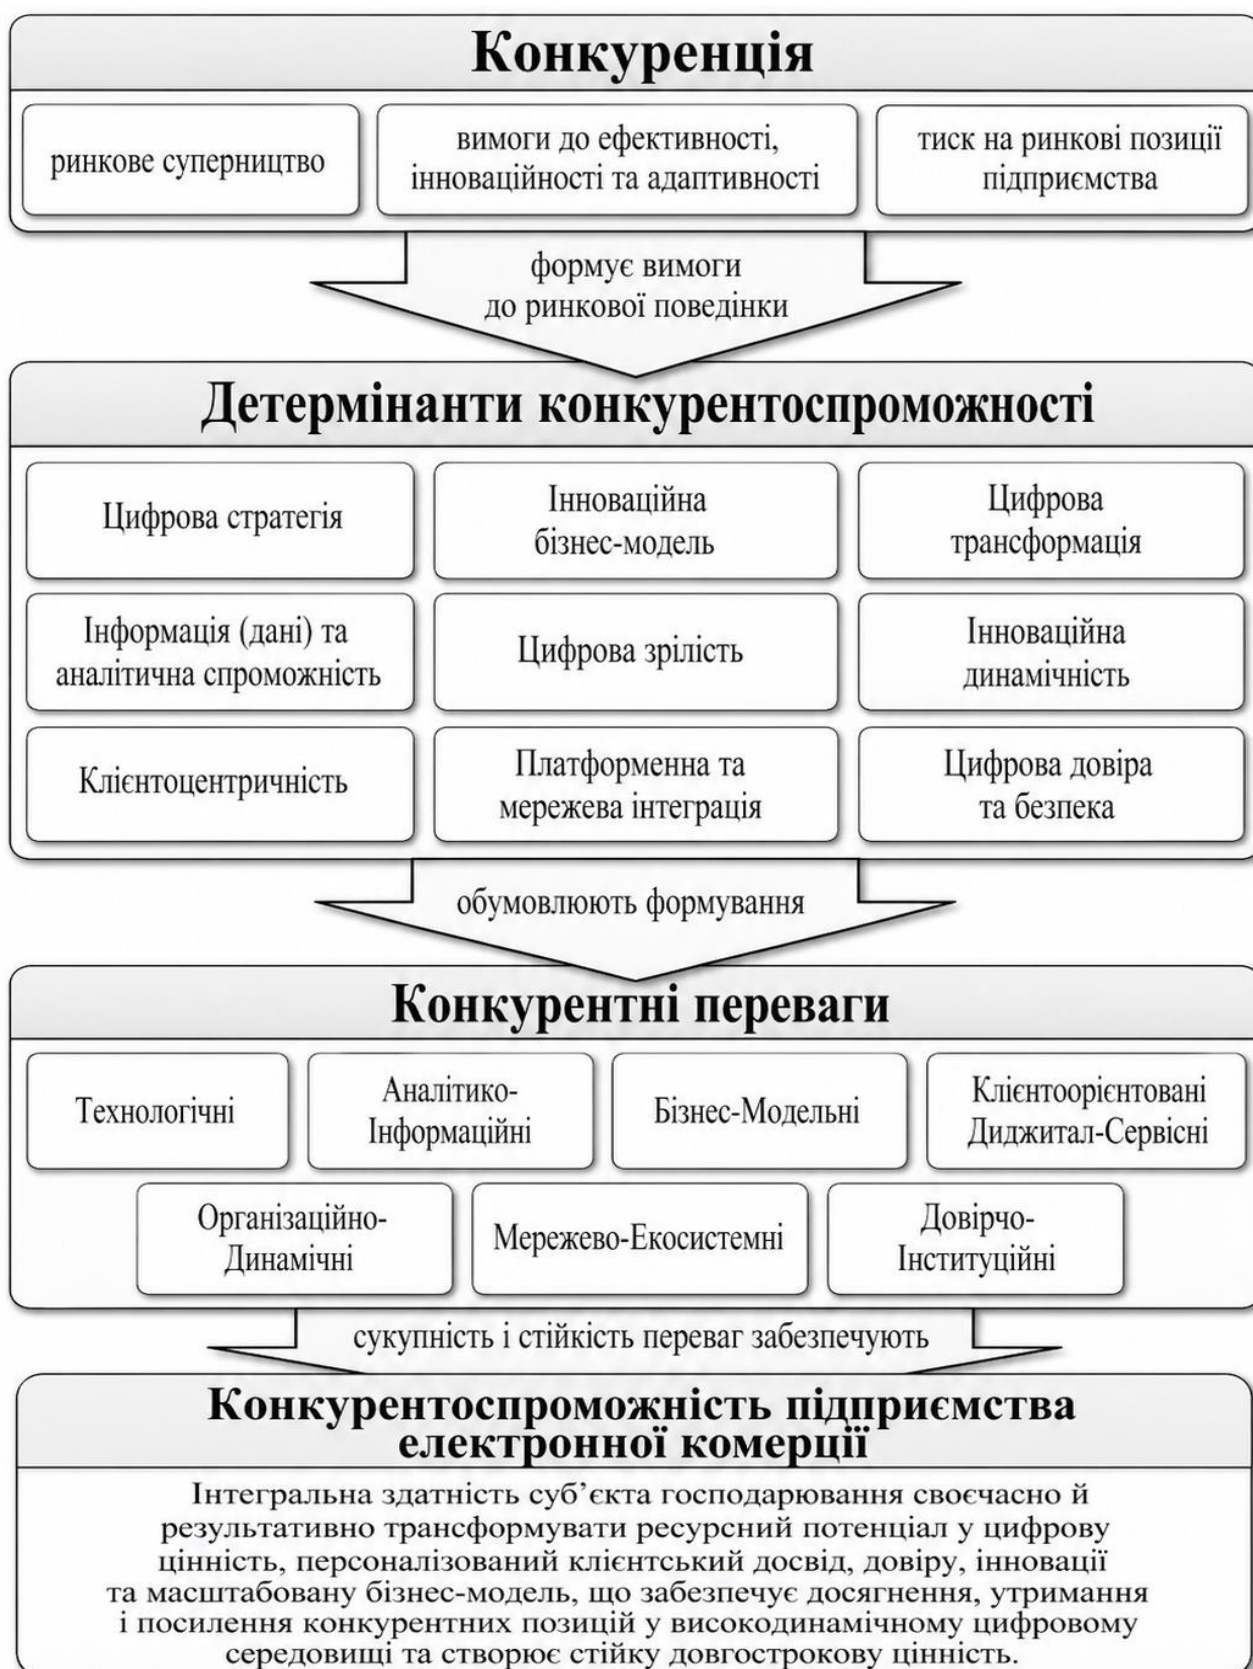 Конкуренція
ринкове суперництво
вимоги до ефективності,
інноваційності та адаптивності
тиск на ринкові позиції
підприємства
формує вимоги
до ринкової поведінки
Детермінанти конкурентоспроможності
Цифрова стратегія
Інноваційна
бізнес-модель
Цифрова
трансформація
Інформація (дані) та
аналітична спроможність
Цифрова зрілість
Інноваційна
динамічність
Клієнтоцентричність
Платформенна та
мережева інтеграція
Цифрова довіра
та безпека
обумовлюють формування
Конкурентні переваги
Технологічні
Аналітико-
Інформаційні
Бізнес-Модельні
Клієнтоорієнтовані
Диджитал-Сервісні
Організаційно-
Динамічні
Мережево-Екосистемні
Довірчо-
Інституційні
сукупність і стійкість переваг забезпечують
Конкурентоспроможність підприємства
електронної комерції
Інтегральна здатність суб’єкта господарювання своєчасно й
результативно трансформувати ресурсний потенціал у цифрову
цінність, персоналізований клієнтський досвід, довіру, інновації
та масштабовану бізнес-модель, що забезпечує досягнення, утримання
і посилення конкурентних позицій у високодинамічному цифровому
середовищі та створює стійку довгострокову цінність.